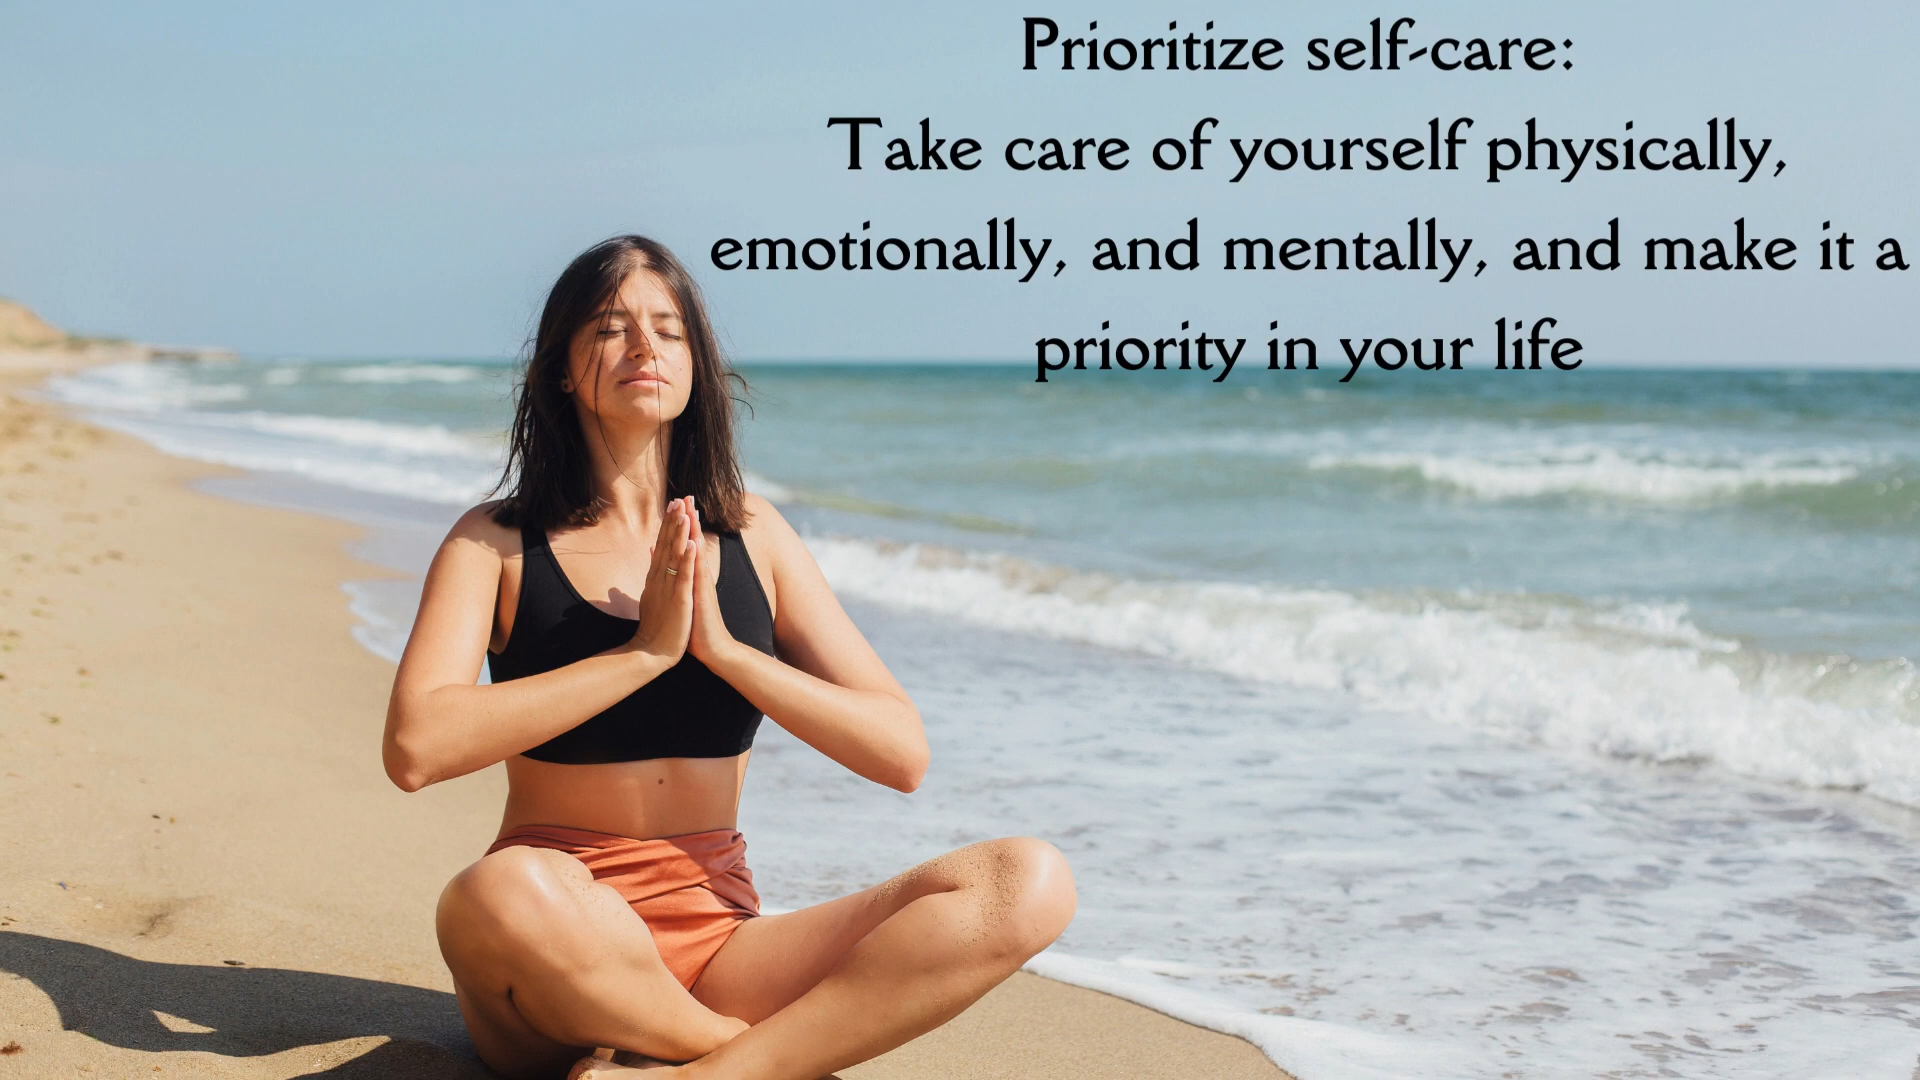 Prioritize self-care:
Take care of yourself physically,
emotionally, and mentally, and make it a
priority in your life